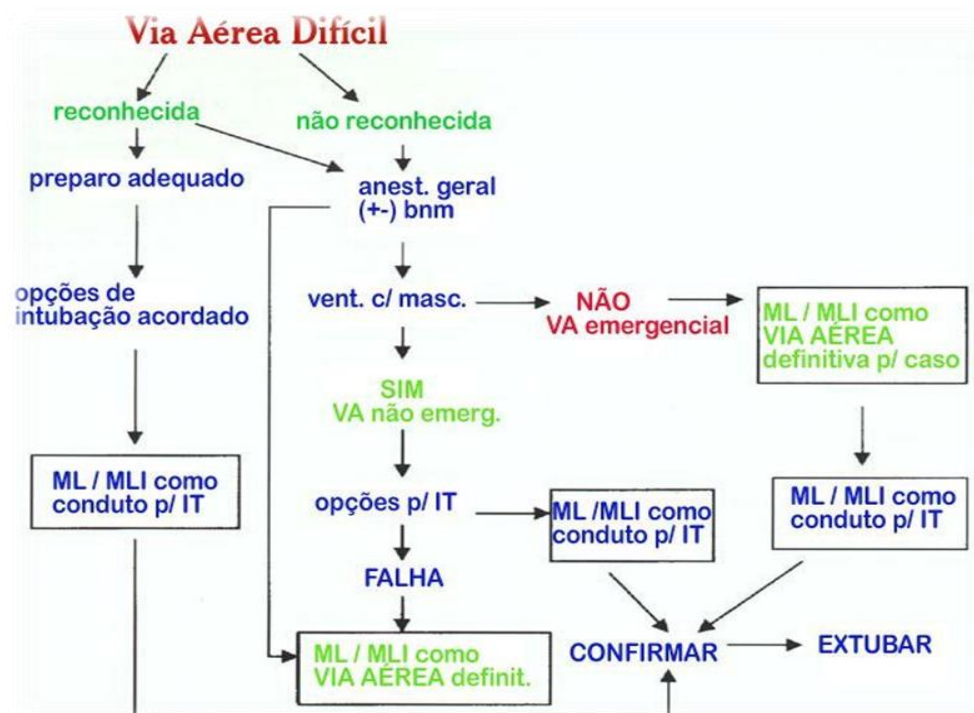 Via Aérea Difícil
reconhecida
não reconhecida
preparo adequado
anest. geral
(+-) bnm
opções de
intubação acordado
vent. c/ masc.
NÃO
VA emergencial
ML / MLI como
VIA AÉREA
definitiva p/ caso
SIM
VA não emerg.
ML / MLI como
conduto p/ IT
opções p/ IT
ML /MLI como
conduto p/ IT
ML / MLI como
conduto p/ IT
FALHA
ML / MLI como
VIA AÉREA definit.
CONFIRMAR
EXTUBAR